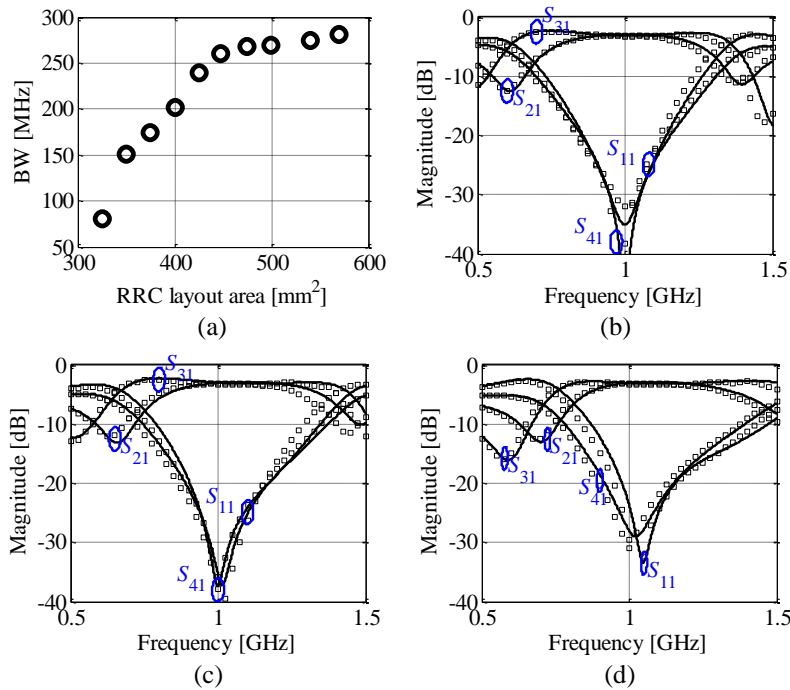 300
250
200
150
100
50
BW [MHz]
300 400 500 600
RRC layout area [mm²]
(a)
0
-10
-20
-30
-40
Magnitude [dB]
S31
S21
S11
S41
0.5 1 1.5
Frequency [GHz]
(b)
0
-10
-20
-30
-40
Magnitude [dB]
S31
S21
S11
S41
0.5 1 1.5
Frequency [GHz]
(c)
0
-10
-20
-30
-40
Magnitude [dB]
S31
S21
S41
S11
0.5 1 1.5
Frequency [GHz]
(d)